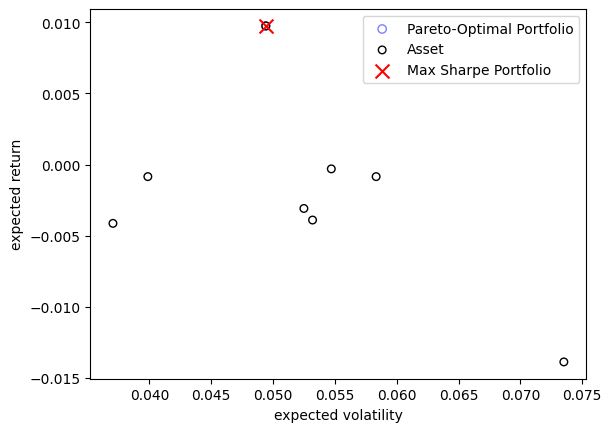 0.010
0.005
0.000
−0.005
−0.010
−0.015
expected return
Pareto-Optimal Portfolio
Asset
Max Sharpe Portfolio
0.040 0.045 0.050 0.055 0.060 0.065 0.070 0.075
expected volatility